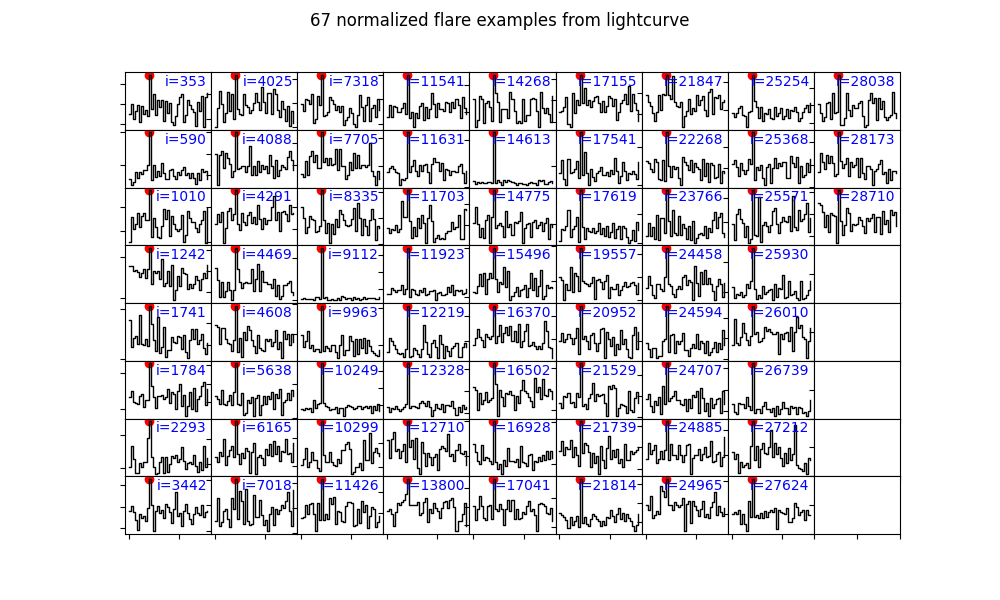 67 normalized flare examples from lightcurve
i=353 i=4025 i=7318 i=11541 i=14268 i=17155 i=21847 i=25254 i=28038
i=590 i=4088 i=7705 i=11631 i=14613 i=17541 i=22268 i=25368 i=28173
i=1010 i=4291 i=8335 i=11703 i=14775 i=17619 i=23766 i=25571 i=28710
i=1242 i=4469 i=9112 i=11923 i=15496 i=19557 i=24458 i=25930
i=1741 i=4608 i=9963 i=12219 i=16370 i=20952 i=24594 i=26010
i=1784 i=5638 i=10249 i=12328 i=16502 i=21529 i=24707 i=26739
i=2293 i=6165 i=10299 i=12710 i=16928 i=21739 i=24885 i=27212
i=3442 i=7018 i=11426 i=13800 i=17041 i=21814 i=24965 i=27624